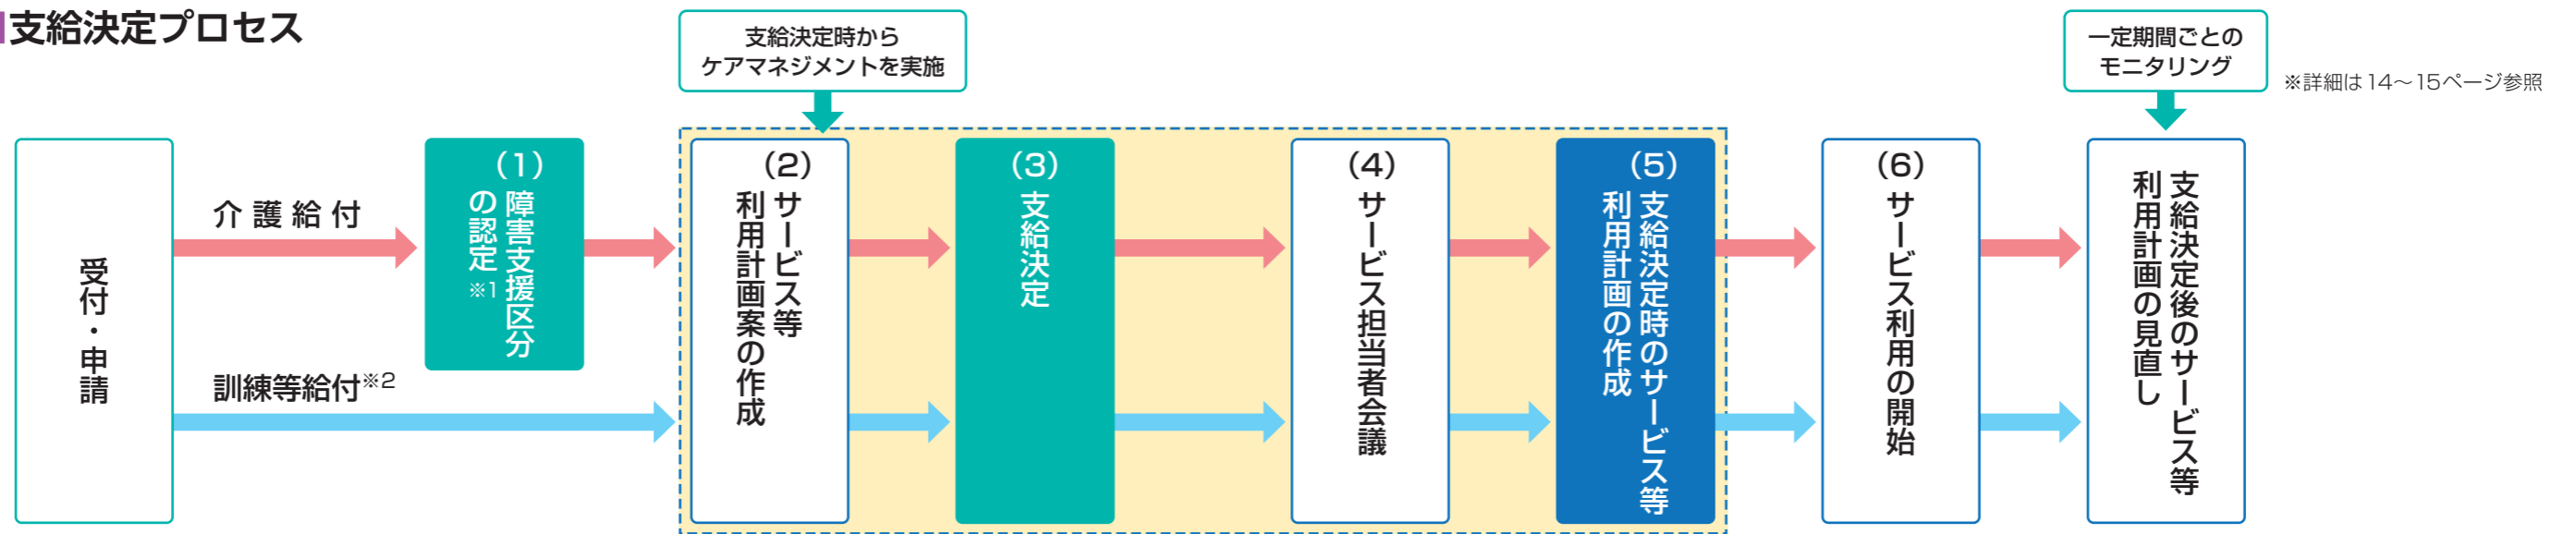 支給決定プロセス
支給決定時から
ケアマネジメントを実施
一定期間ごとの
モニタリング
※詳細は14～15ページ参照
受付・申請
介護給付
訓練等給付※2
(1)
障害支援区分
の認定※1
(2)
サービス等
利用計画案の作成
(3)
支給決定
(4)
サービス担当者会議
(5)
支給決定時のサービス等
利用計画の作成
(6)
サービス利用の開始
支給決定後のサービス等
利用計画の見直し